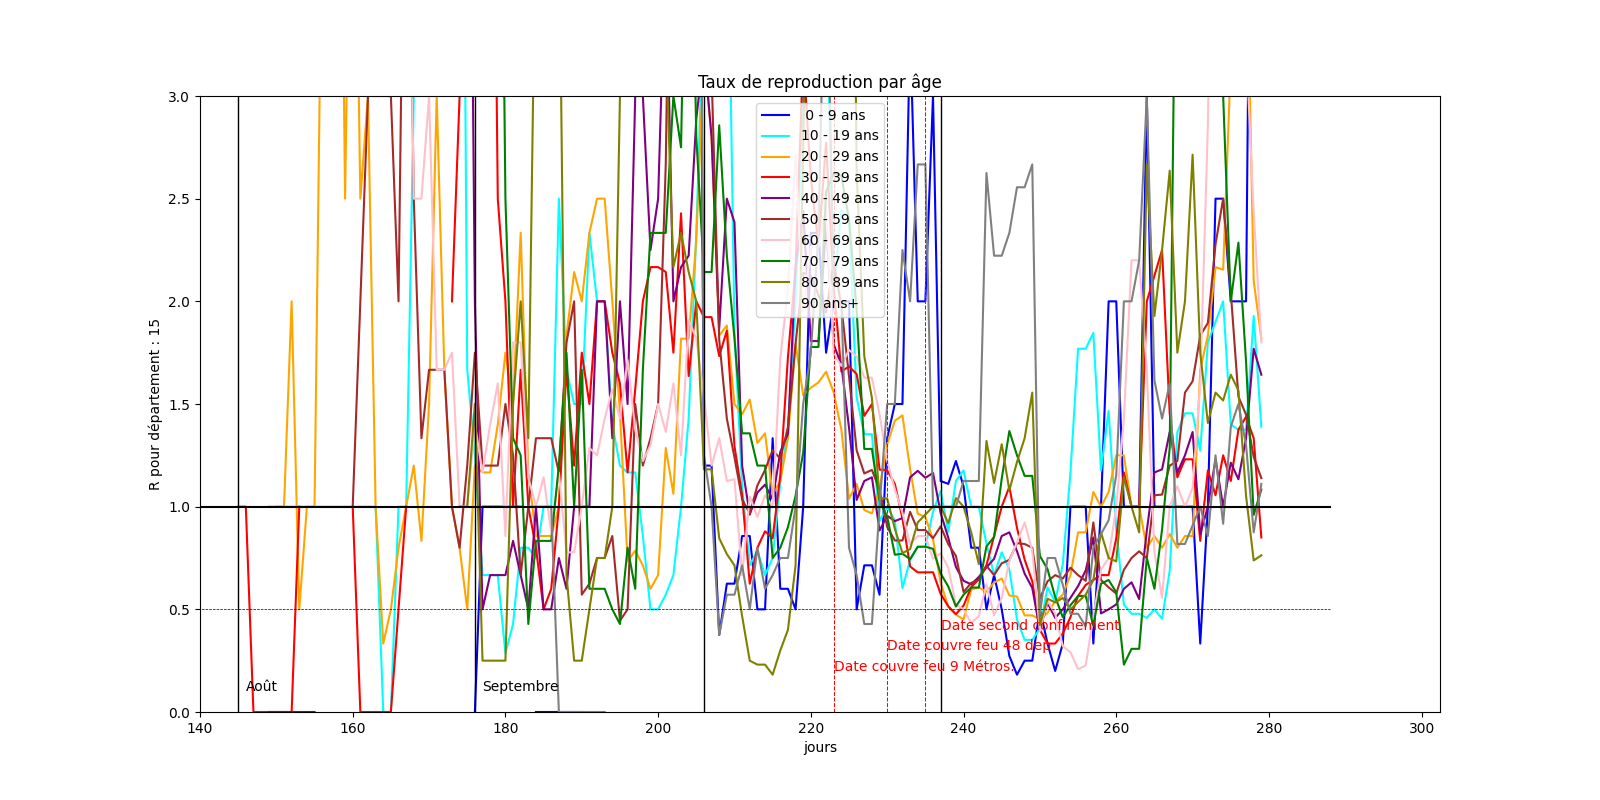 Taux de reproduction par âge
R pour département : 15
3.0
2.5
2.0
1.5
1.0
0.5
0.0
0 - 9 ans
10 - 19 ans
20 - 29 ans
30 - 39 ans
40 - 49 ans
50 - 59 ans
60 - 69 ans
70 - 79 ans
80 - 89 ans
90 ans+
Date second confinement
Date couvre feu 48 dep
Date couvre feu 9 Métros.
Août
Septembre
140
160
180
200
220
240
260
280
300
jours